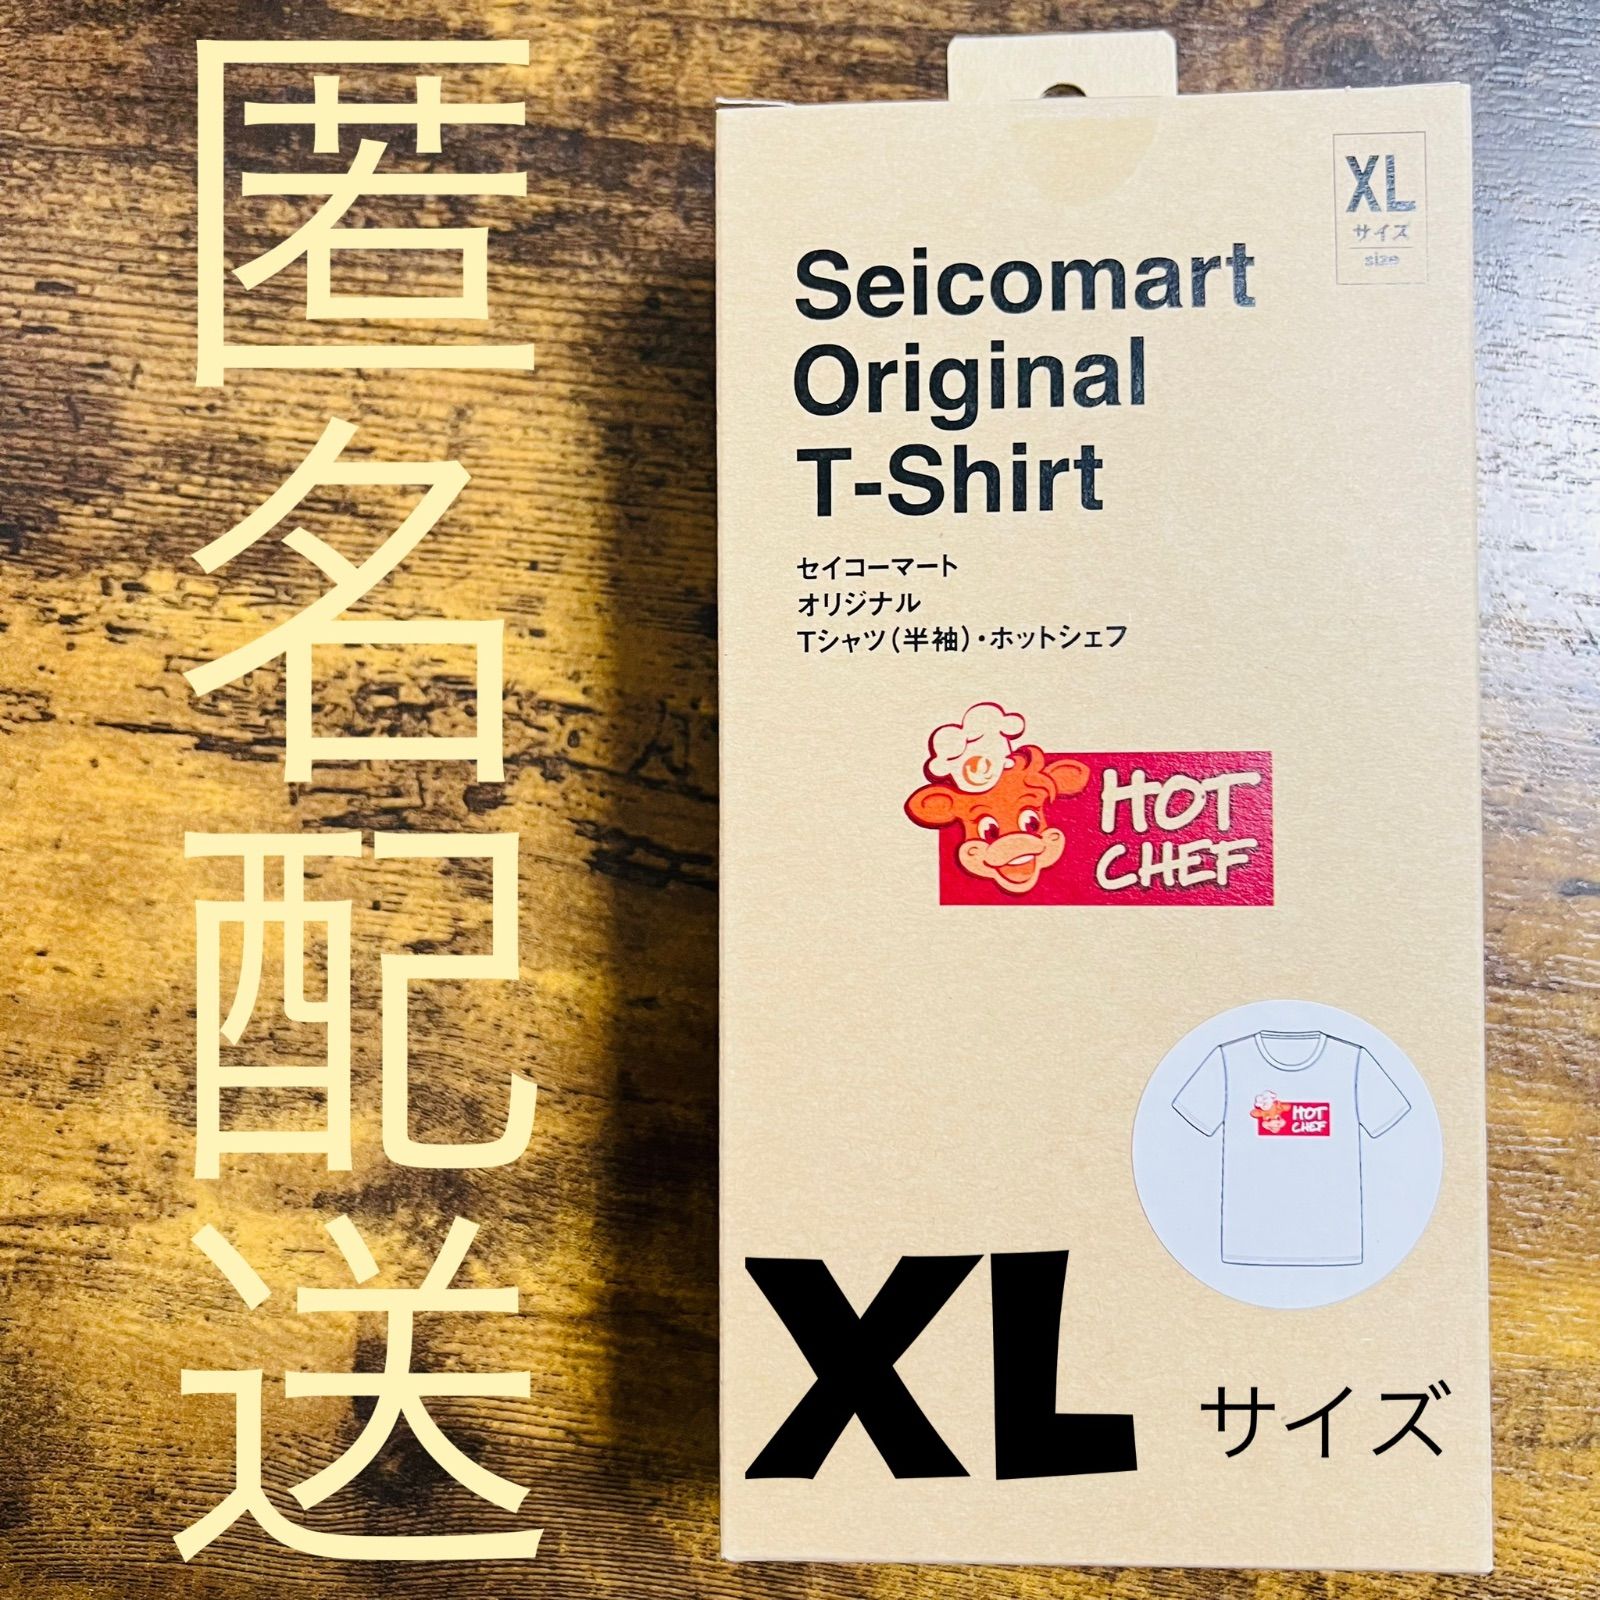 匿名配送
XL
サイズ
size
Seicomart
Original
T-Shirt
セイコーマート
オリジナル
Tシャツ(半袖)・ホットシェフ
HOT
CHEF
HOT
CHEF
XL サイズ